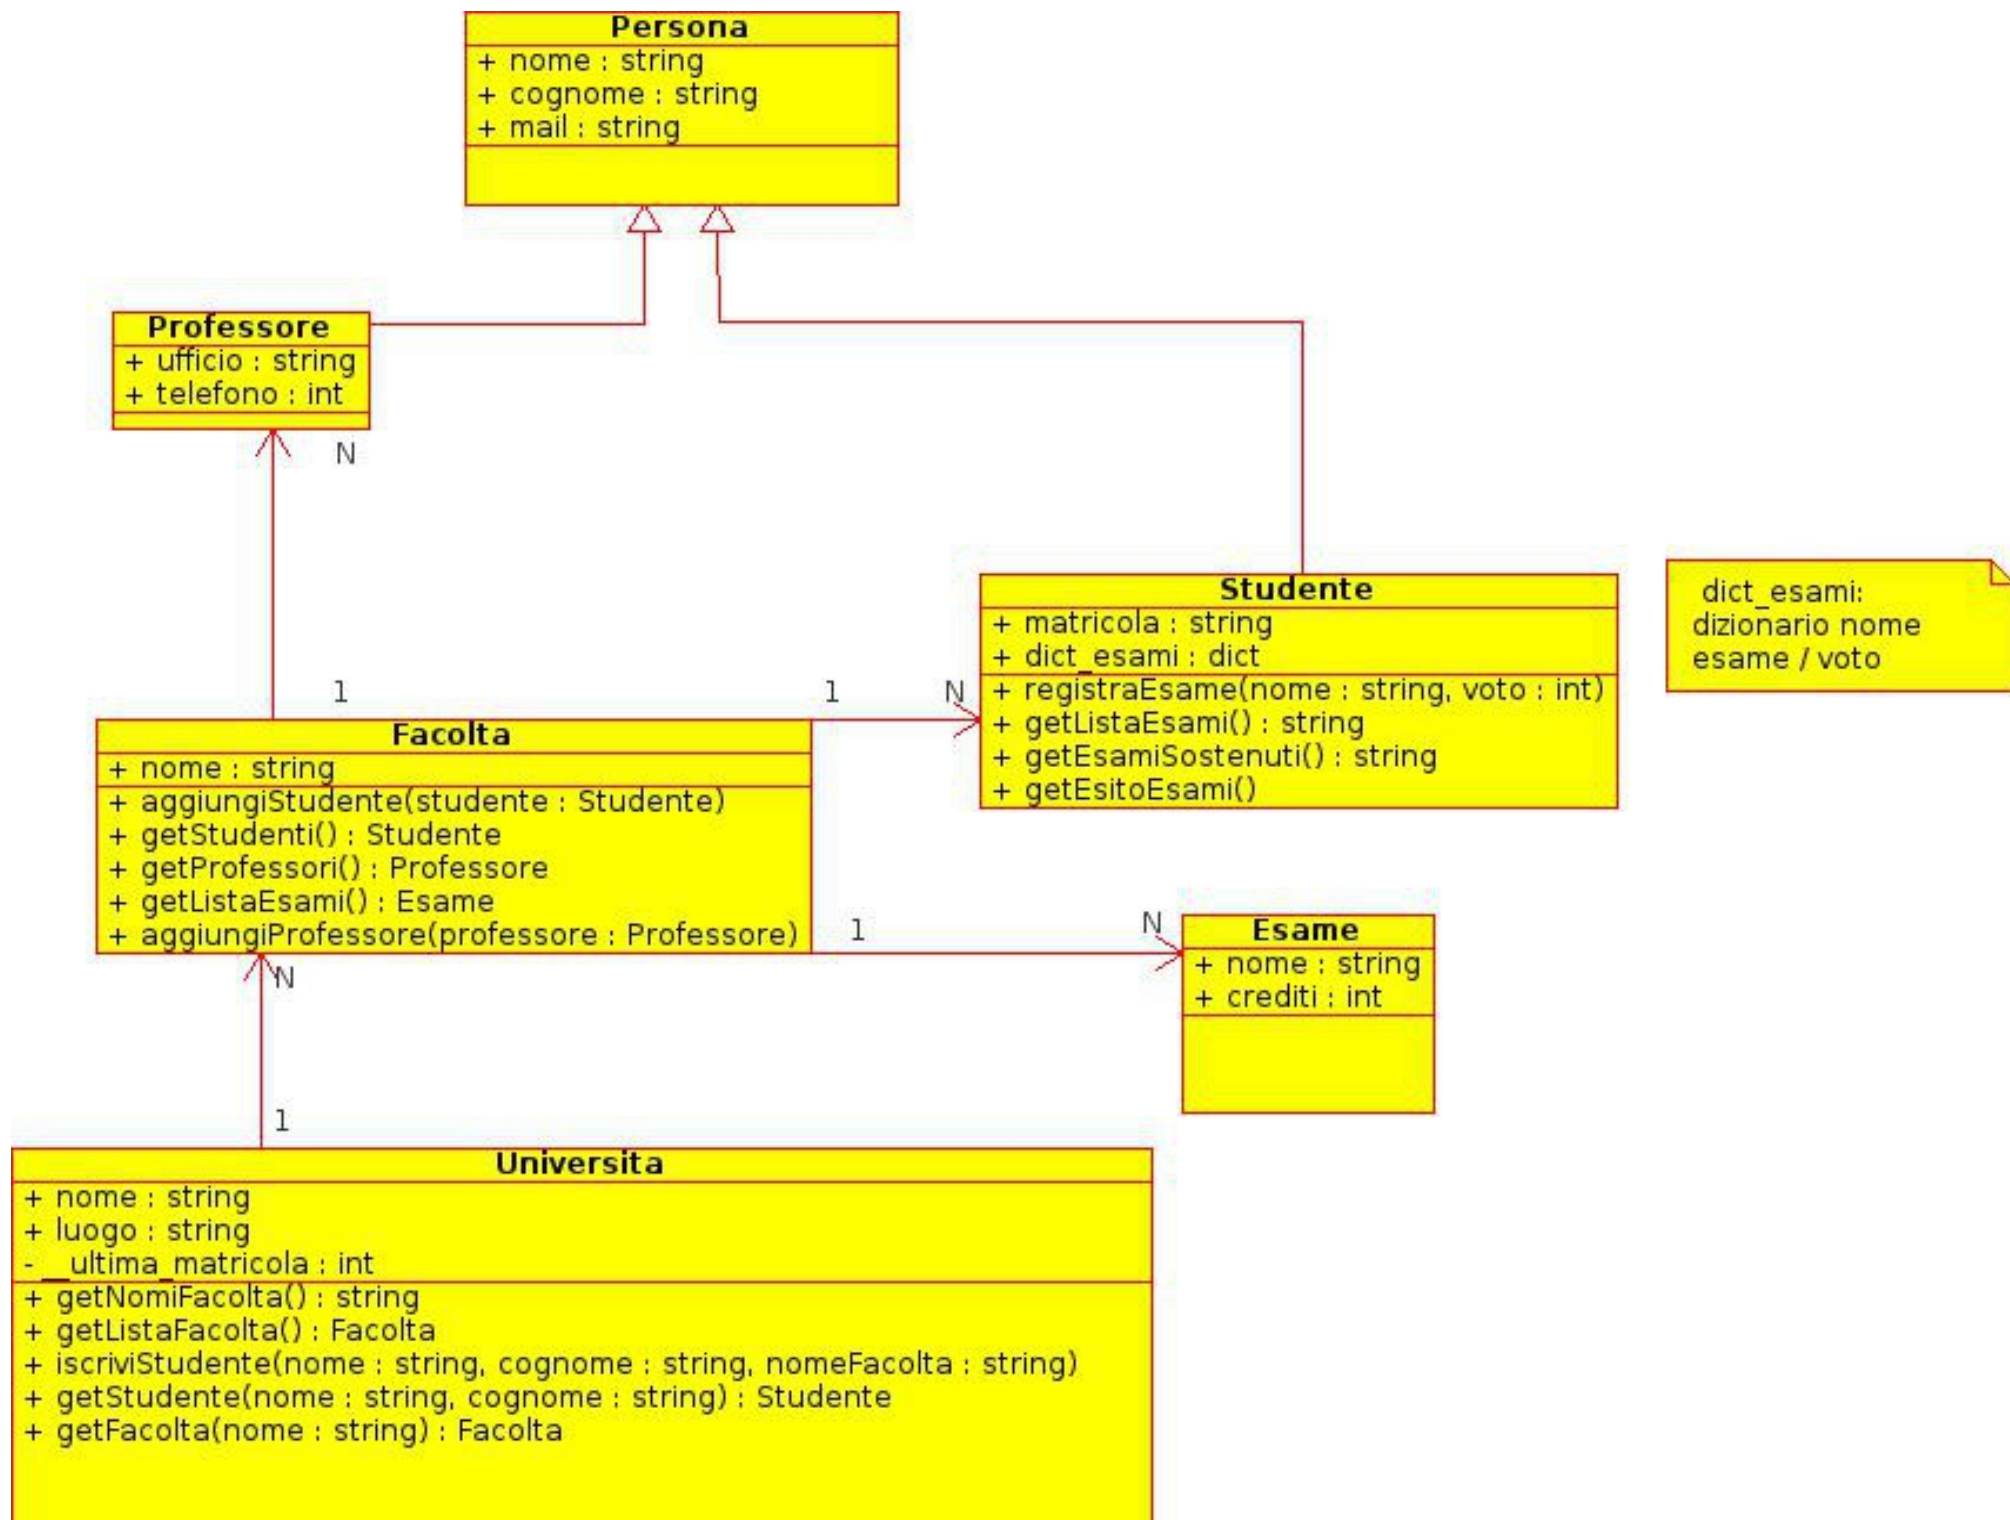 Persona
+ nome : string
+ cognome : string
+ mail : string
Professore
+ ufficio : string
+ telefono : int
N
1
Studente
+ matricola : string
+ dict_esami : dict
+ registraEsame(nome : string, voto : int)
+ getListaEsami() : string
+ getEsamiSostenuti() : string
+ getEsitoEsami()
dict_esami:
dizionario nome
esame / voto
1 N
Facolta
+ nome : string
+ aggiungiStudente(studente : Studente)
+ getStudenti() : Studente
+ getProfessori() : Professore
+ getListaEsami() : Esame
+ aggiungiProfessore(professore : Professore)
1 N
Esame
+ nome : string
+ crediti : int
N
1
Universita
+ nome : string
+ luogo : string
- __ultima_matricola : int
+ getNomiFacolta() : string
+ getListaFacolta() : Facolta
+ iscriviStudente(nome : string, cognome : string, nomeFacolta : string)
+ getStudente(nome : string, cognome : string) : Studente
+ getFacolta(nome : string) : Facolta